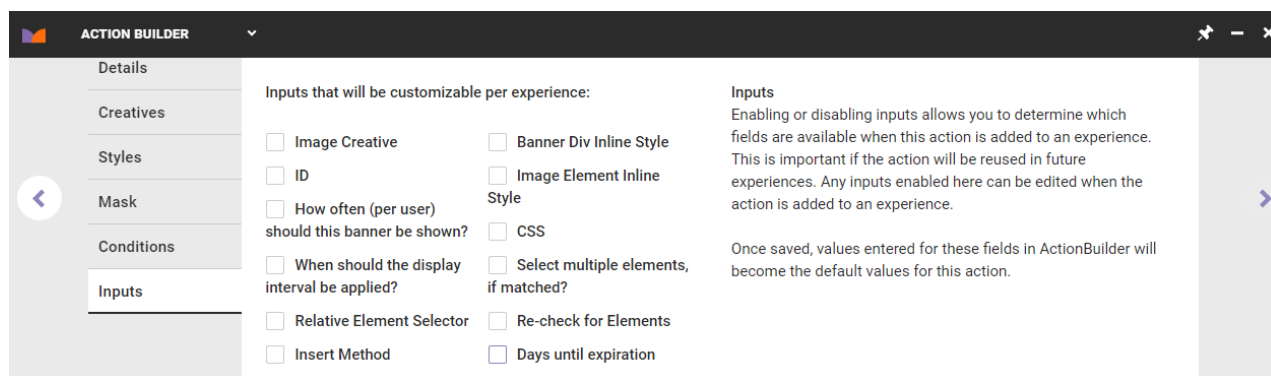 ACTION BUILDER
Details
Creatives
Styles
Mask
Conditions
Inputs
Inputs that will be customizable per experience:
Image Creative
ID
How often (per user)
should this banner be shown?
When should the display
interval be applied?
Relative Element Selector
Insert Method
Banner Div Inline Style
Image Element Inline
Style
CSS
Select multiple elements,
if matched?
Re-check for Elements
Days until expiration
Inputs
Enabling or disabling inputs allows you to determine which
fields are available when this action is added to an experience.
This is important if the action will be reused in future
experiences. Any inputs enabled here can be edited when the
action is added to an experience.
Once saved, values entered for these fields in ActionBuilder will
become the default values for this action.